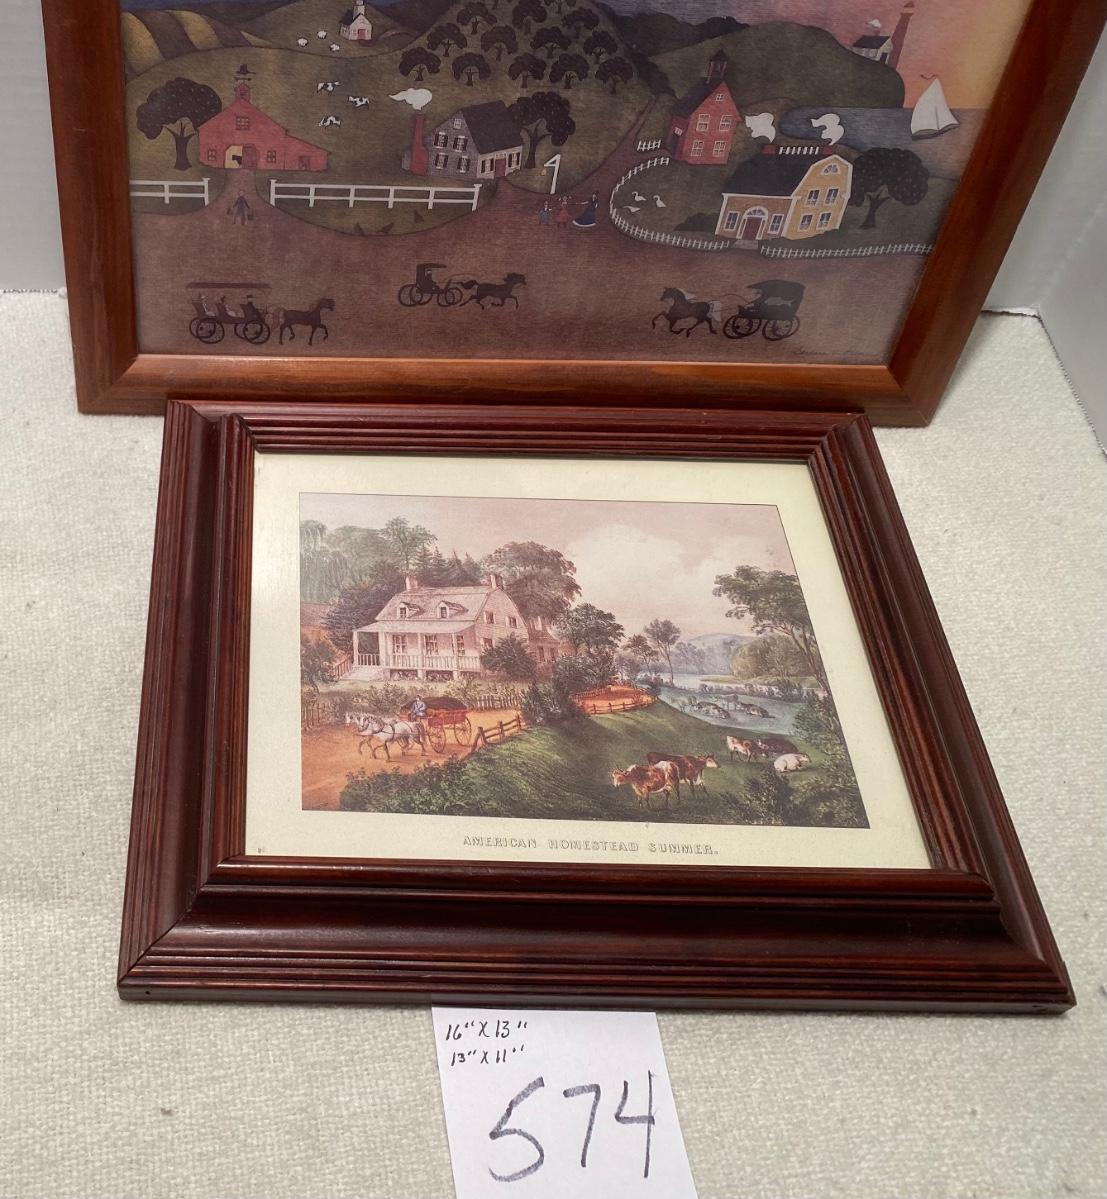 AMERICAN HOMESTEAD SUMMER.
16" X 13"
13" X 11"
574